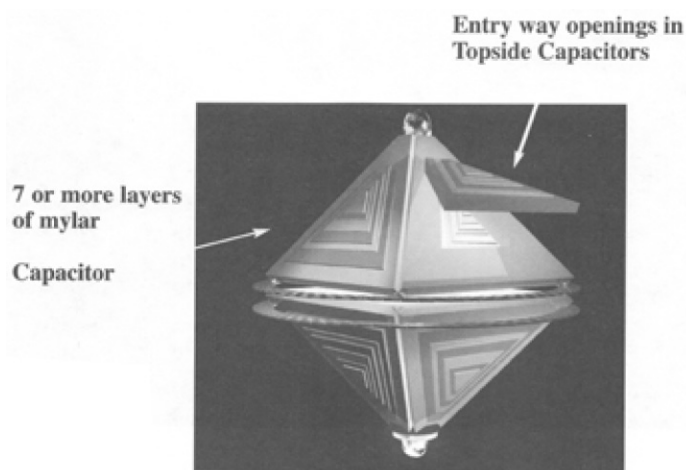 Entry way openings in
Topside Capacitors
7 or more layers
of mylar
Capacitor